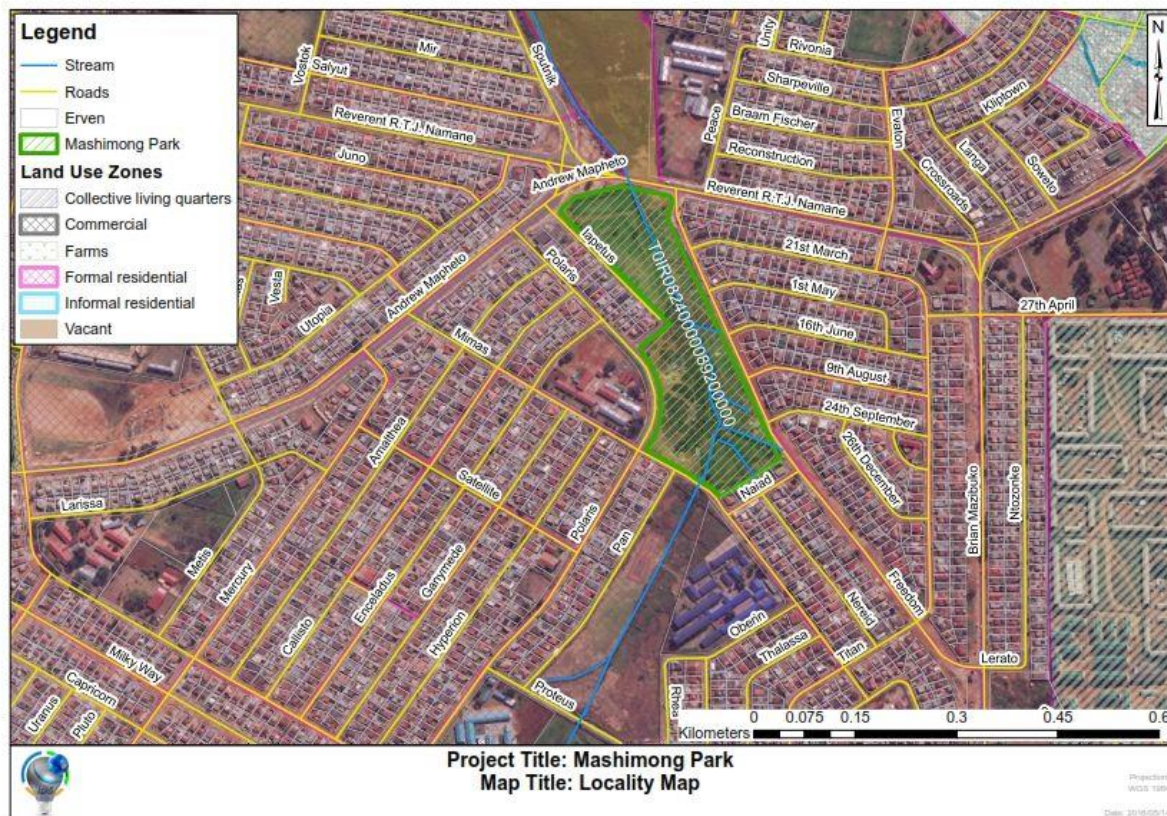 Legend
Stream
Roads
Erven
Mashimong Park
Land Use Zones
Collective living quarters
Commercial
Farms
Formal residential
Informal residential
Vacant
N
Vostok
Mir
Salyut
Sputnik
Reverent R.T.J. Namane
Juno
Andrew Mapheto
Unity
Rivonia
Sharpeville
Peace
Braam Fischer
Reconstruction
Evaton
Kliptown
Langa
Soweto
Crossroads
Reverent R.T.J. Namane
Iapetus
Polaris
21st March
1st May
16th June
9th August
24th September
26th December
27th April
Vesta
Utopia
Andrew Mapheto
Mimas
Amalthea
Satellite
Larissa
Metis
Mercury
Callisto
Enceladus
Ganymede
Hyperion
Polaris
Pan
Naiad
Brian Mazibuko
Ntozonke
Freedom
Nereid
Oberin
Thalassa
Titan
Lerato
Milky Way
Capricorn
Uranus
Pluto
Proteus
Rhea
Kilometers
0 0.075 0.15 0.3 0.45 0.6
Project Title: Mashimong Park
Map Title: Locality Map